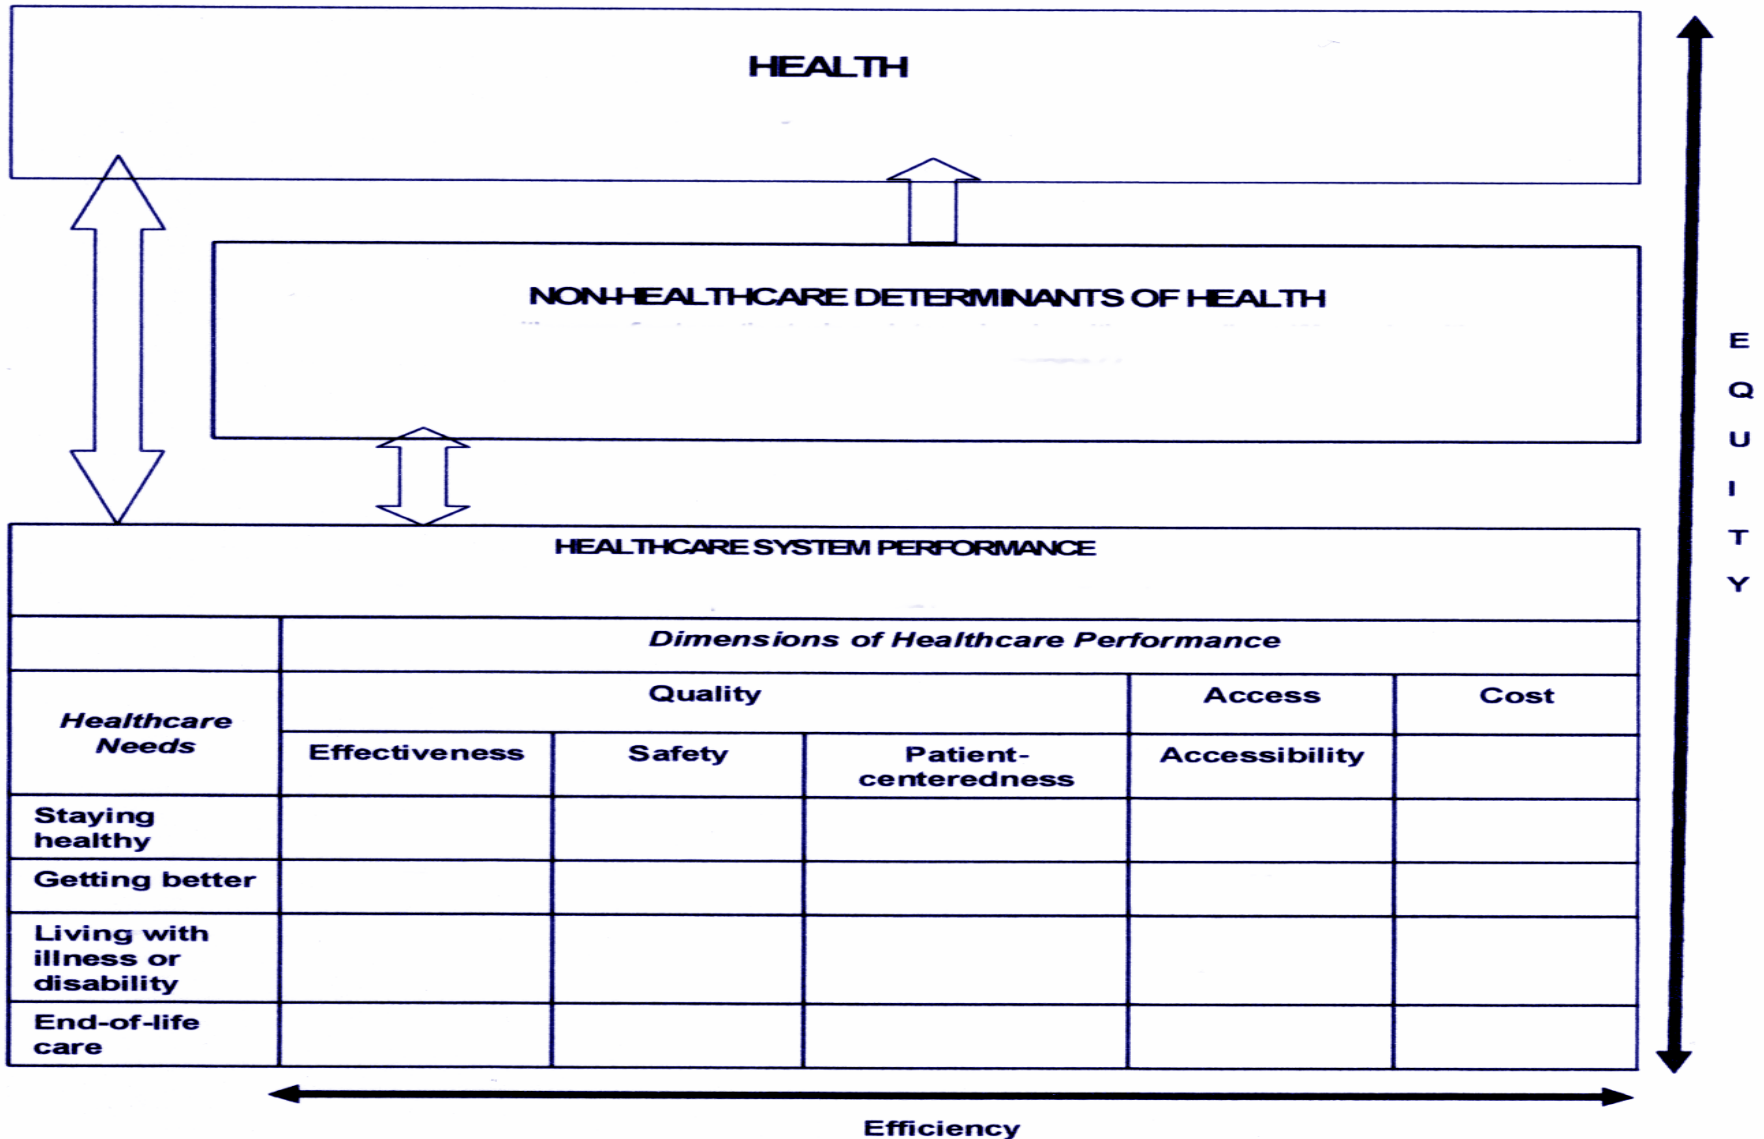 HEALTH
NON-HEALTHCARE DETERMINANTS OF HEALTH
HEALTHCARE SYSTEM PERFORMANCE
Dimensions of Healthcare Performance
Healthcare
Needs
Quality
Access
Cost
Effectiveness
Safety
Patient-
centeredness
Accessibility
Staying
healthy
Getting better
Living with
illness or
disability
End-of-life
care
Efficiency
E
Q
U
I
T
Y